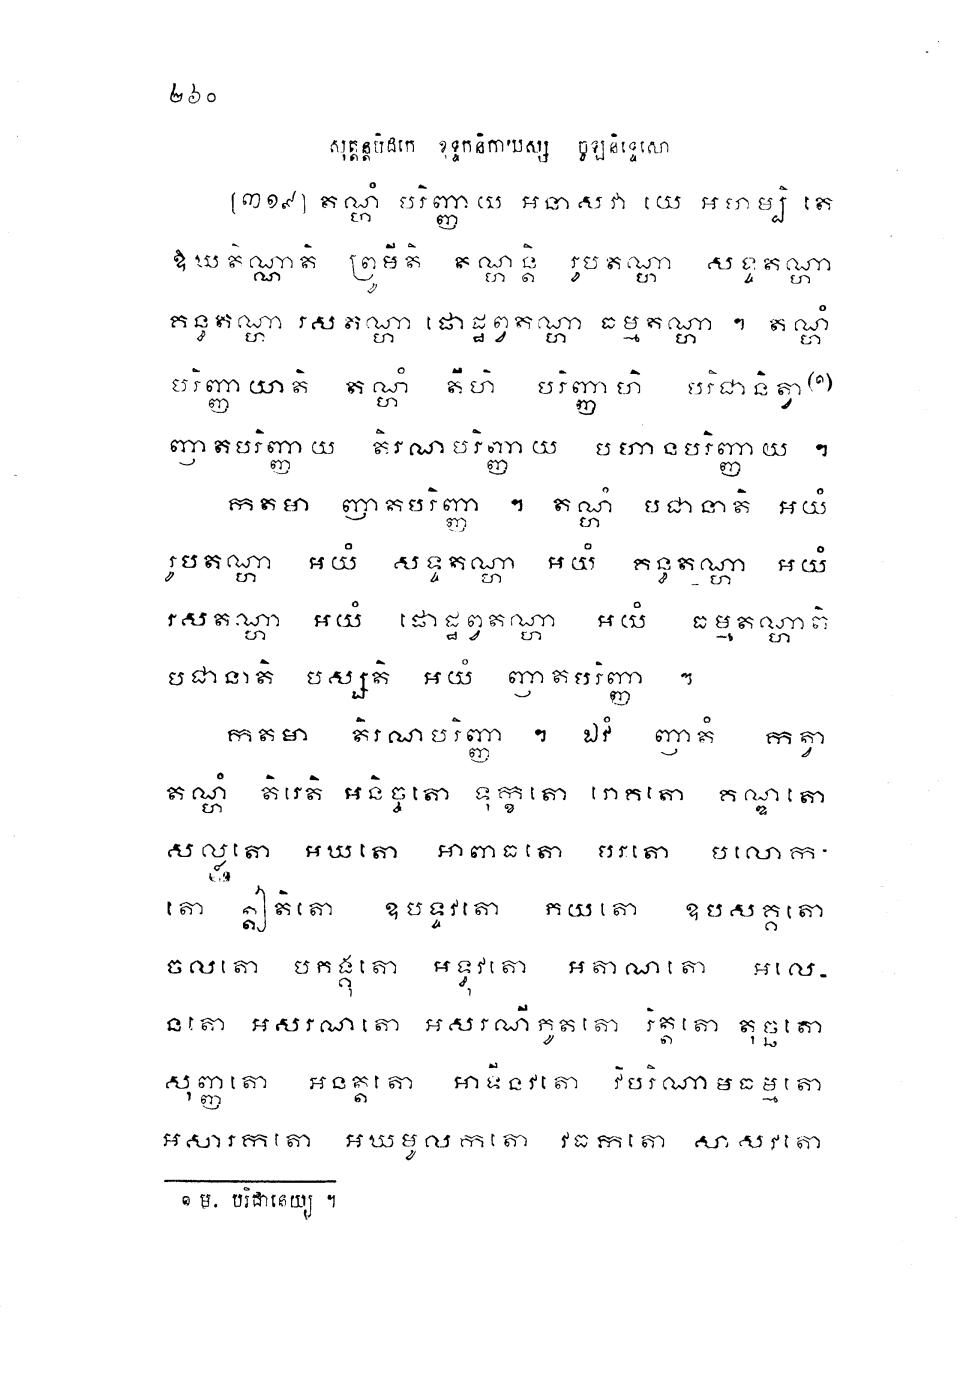 ២៦០
សុត្តន្តបិដកេ ខុទ្ទកនិកាយស្ស ចូឡនិទ្ទេសោ
(៣១៩) តណ្ហំ បរិញ្ញាយ អនាសវា យេ អហម្បិ តេ
ឱឃតិណ្ណាតិ ព្រូមីតិ តណ្ហន្តិ រូបតណ្ហា សទ្ទតណ្ហា
គន្ធតណ្ហា រសតណ្ហា ផោដ្ឋព្វតណ្ហា ធម្មតណ្ហា ។ តណ្ហំ
បរិញ្ញាយាតិ តណ្ហំ តីហិ បរិញ្ញាហិ បរិជានិត្វា(១)
ញាតបរិញ្ញាយ តិរណបរិញ្ញាយ បហានបរិញ្ញាយ ។
កតមា ញាតបរិញ្ញា ។ តណ្ហំ បជានាតិ អយំ
រូបតណ្ហា អយំ សទ្ទតណ្ហា អយំ គន្ធតណ្ហា អយំ
រសតណ្ហា អយំ ផោដ្ឋព្វតណ្ហា អយំ ធម្មតណ្ហាតិ
បជានាតិ បស្សតិ អយំ ញាតបរិញ្ញា ។
កតមា តិរណបរិញ្ញា ។ ឯវំ ញាតំ កត្វា
តណ្ហំ តិរេតិ អនិច្ចតោ ទុក្ខតោ រោគតោ គណ្ឌតោ
សល្លតោ អឃតោ អាពាធតោ បរតោ បលោក-
តោ ឦតិតោ ឧបទ្ទវតោ ភយតោ ឧបសគ្គតោ
ចលតោ បភង្គុតោ អទ្ធុវតោ អតាណតោ អលេ-
នតោ អសរណតោ អសរណីភូតតោ រិត្តតោ តុច្ឆតោ
សុញ្ញតោ អនត្តតោ អាទីនវតោ វិបរិណាមធម្មតោ
អសារកតោ អឃមូលកតោ វធកតោ សាសវតោ
១ ម. បរិជានេយ្យ ។